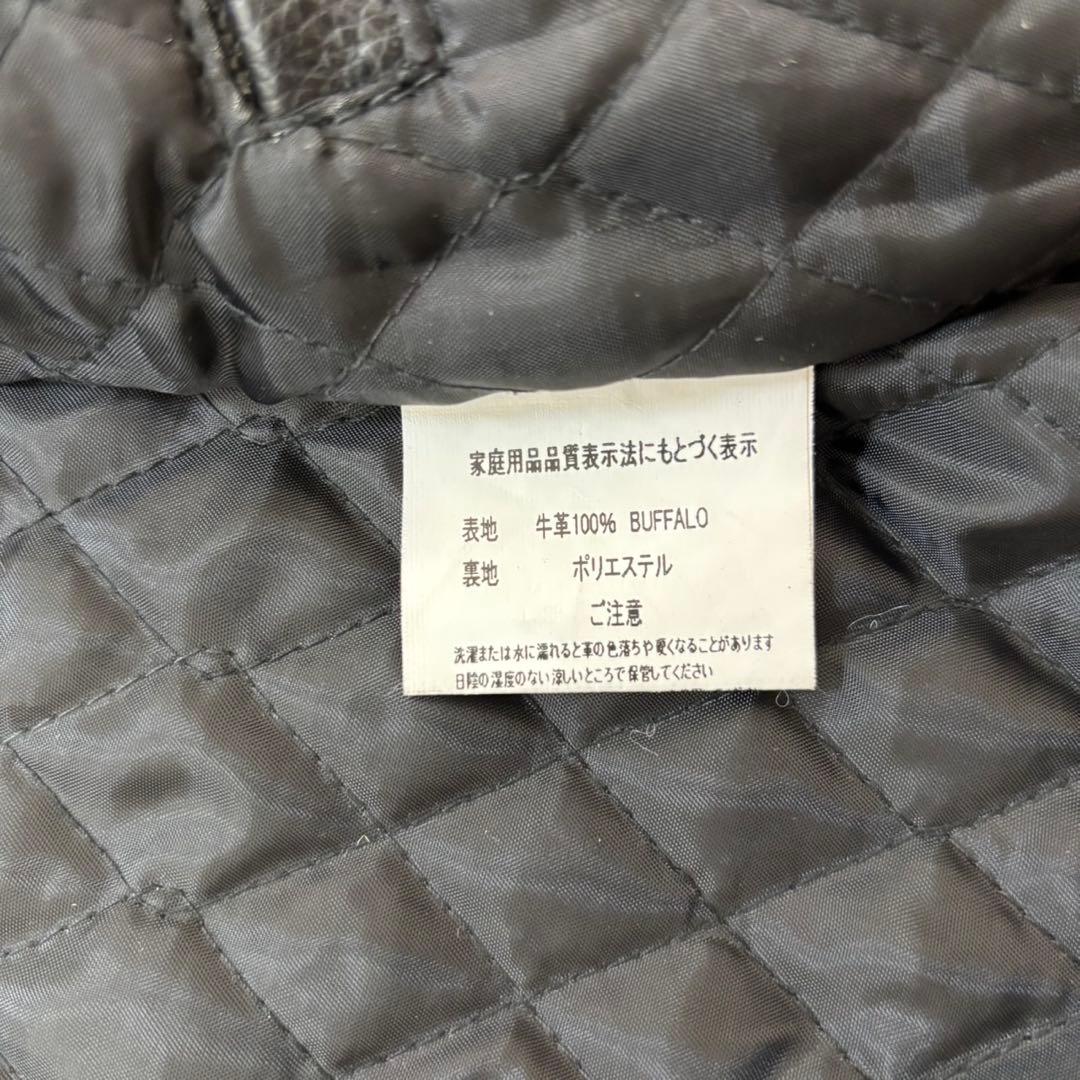 家庭用品品質表示法にもとづく表示
表地 牛革100% BUFFALO
裏地 ポリエステル
ご注意
洗濯または水に濡れると革の色落ちや硬くなることがあります
日陰の湿度のない涼しいところで保管してください